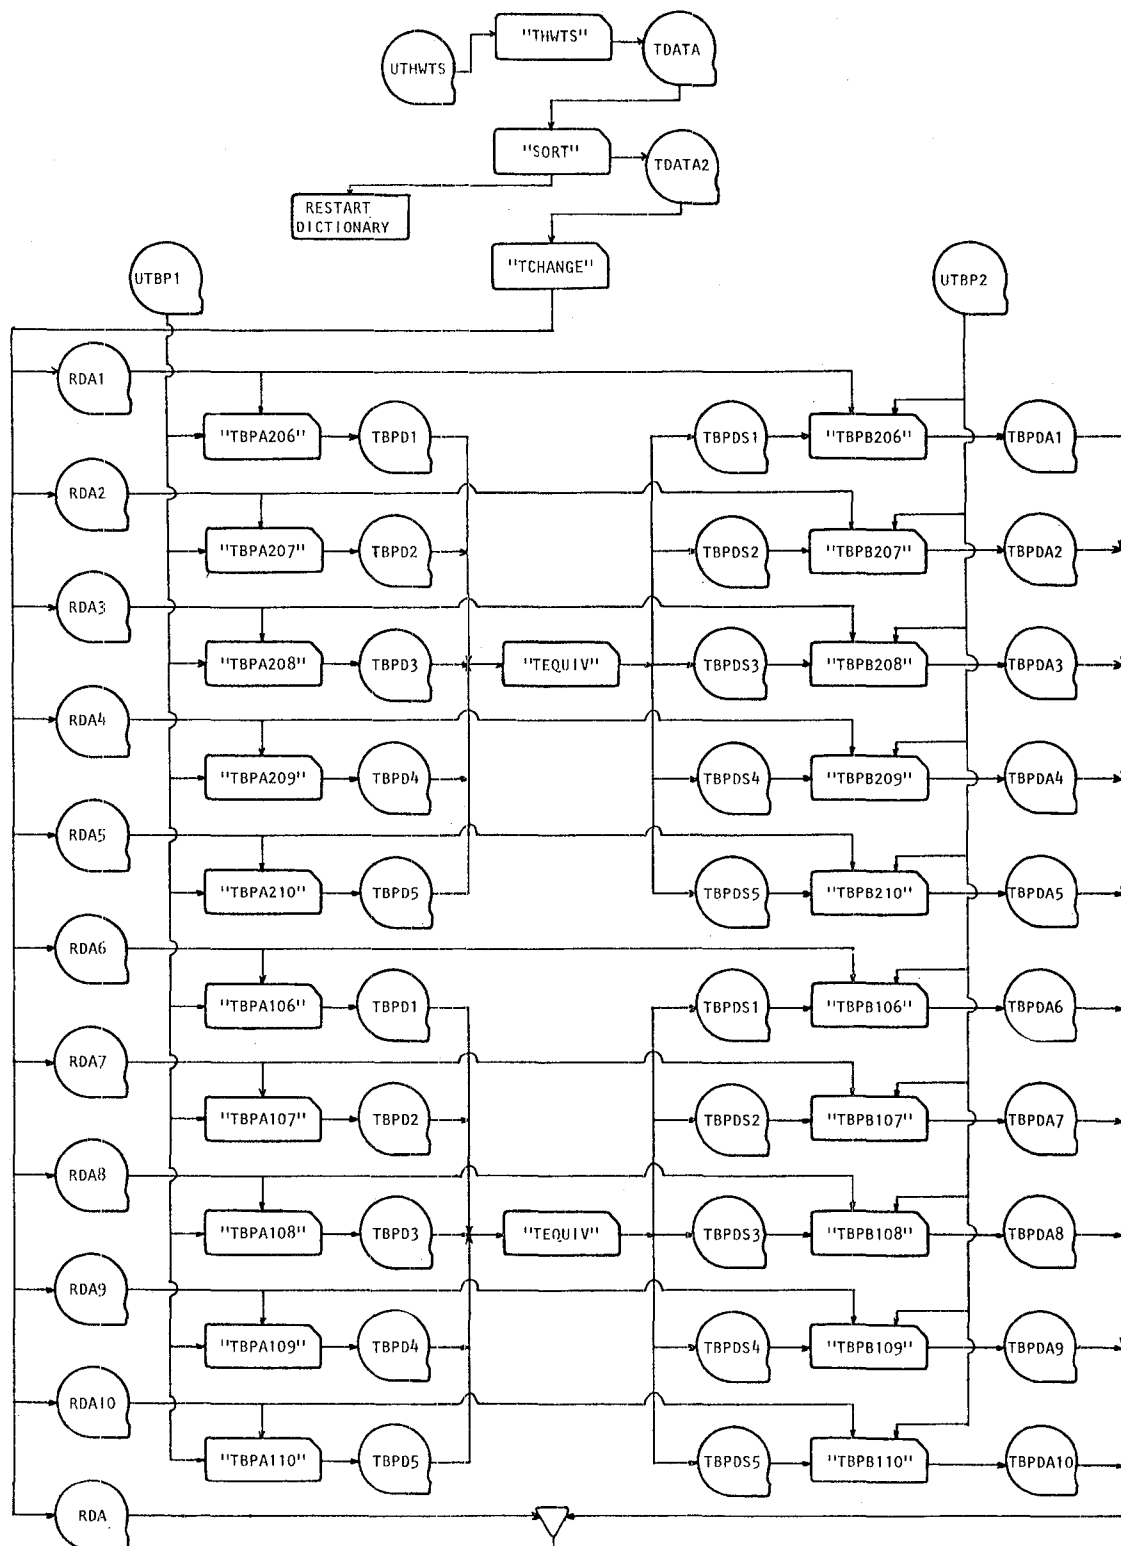 "THWTS"
TDATA
UTHWTS
"SORT"
TDATA2
RESTART
DICTIONARY
"TCHANGE"
UTBP1
UTBP2
RDA1
"TBPA206"
TBPD1
TBPDS1
"TBPB206"
TBPDA1
RDA2
"TBPA207"
TBPD2
TBPDS2
"TBPB207"
TBPDA2
RDA3
"TBPA208"
TBPD3
"TEQUIV"
TBPDS3
"TBPB208"
TBPDA3
RDA4
"TBPA209"
TBPD4
TBPDS4
"TBPB209"
TBPDA4
RDA5
"TBPA210"
TBPD5
TBPDS5
"TBPB210"
TBPDA5
RDA6
"TBPA106"
TBPD1
TBPDS1
"TBPB106"
TBPDA6
RDA7
"TBPA107"
TBPD2
TBPDS2
"TBPB107"
TBPDA7
RDA8
"TBPA108"
TBPD3
"TEQUIV"
TBPDS3
"TBPB108"
TBPDA8
RDA9
"TBPA109"
TBPD4
TBPDS4
"TBPB109"
TBPDA9
RDA10
"TBPA110"
TBPD5
TBPDS5
"TBPB110"
TBPDA10
RDA